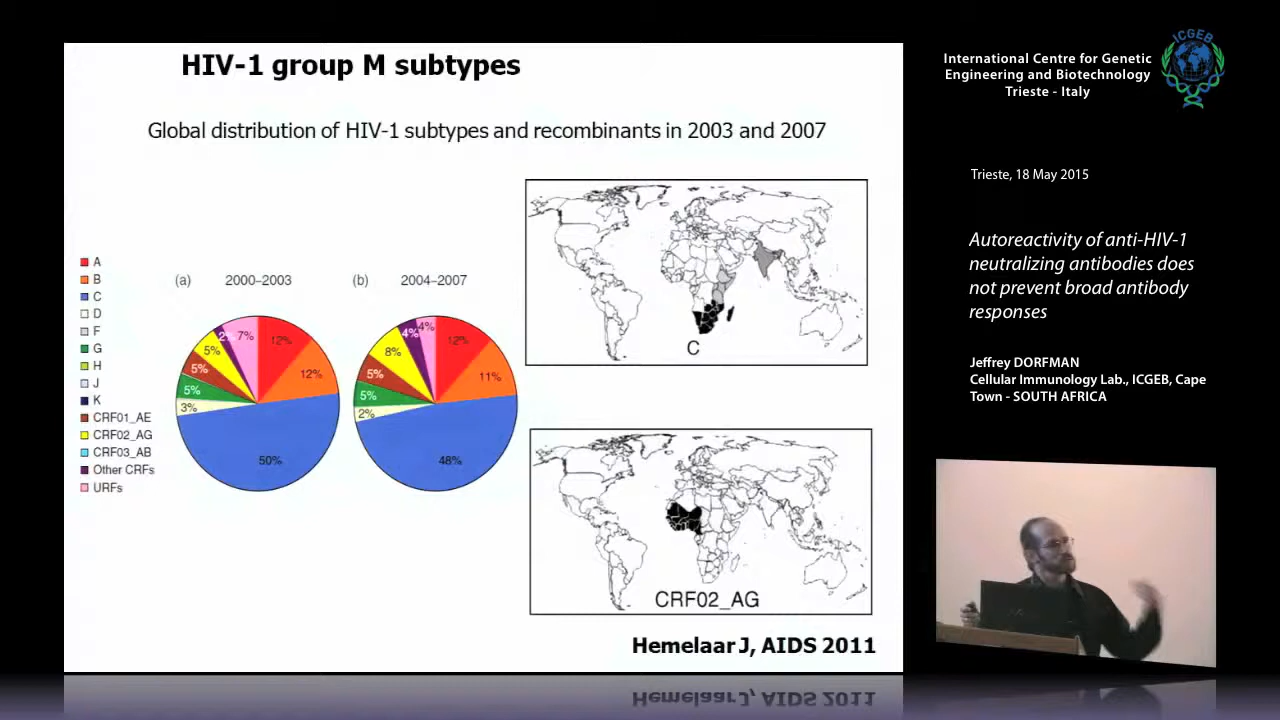 HIV-1 group M subtypes
Global distribution of HIV-1 subtypes and recombinants in 2003 and 2007
A
B
C
D
F
G
H
J
K
CRF01_AE
CRF02_AG
CRF03_AB
Other CRFs
URFs
(a) 2000–2003
12%
12%
50%
3%
5%
5%
5%
2%
7%
(b) 2004–2007
12%
11%
48%
2%
5%
5%
8%
4%
4%
C
CRF02_AG
Hemelaar J, AIDS 2011
International Centre for Genetic
Engineering and Biotechnology
Trieste - Italy
ICGEB
Trieste, 18 May 2015
Autoreactivity of anti-HIV-1
neutralizing antibodies does
not prevent broad antibody
responses
Jeffrey DORFMAN
Cellular Immunology Lab., ICGEB, Cape
Town - SOUTH AFRICA
Hemelaar J, AIDS 2011